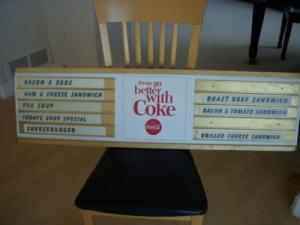 BACON & EGGS
HAM & CHEESE SANDWICH
PEA SOUP
TODAYS SOUP SPECIAL
CHEESEBURGER
things go
better
with
Coke
Coca-Cola
ROAST BEEF SANDWICH
BACON & TOMATO SANDWICH
GRILLED CHEESE SANDWICH